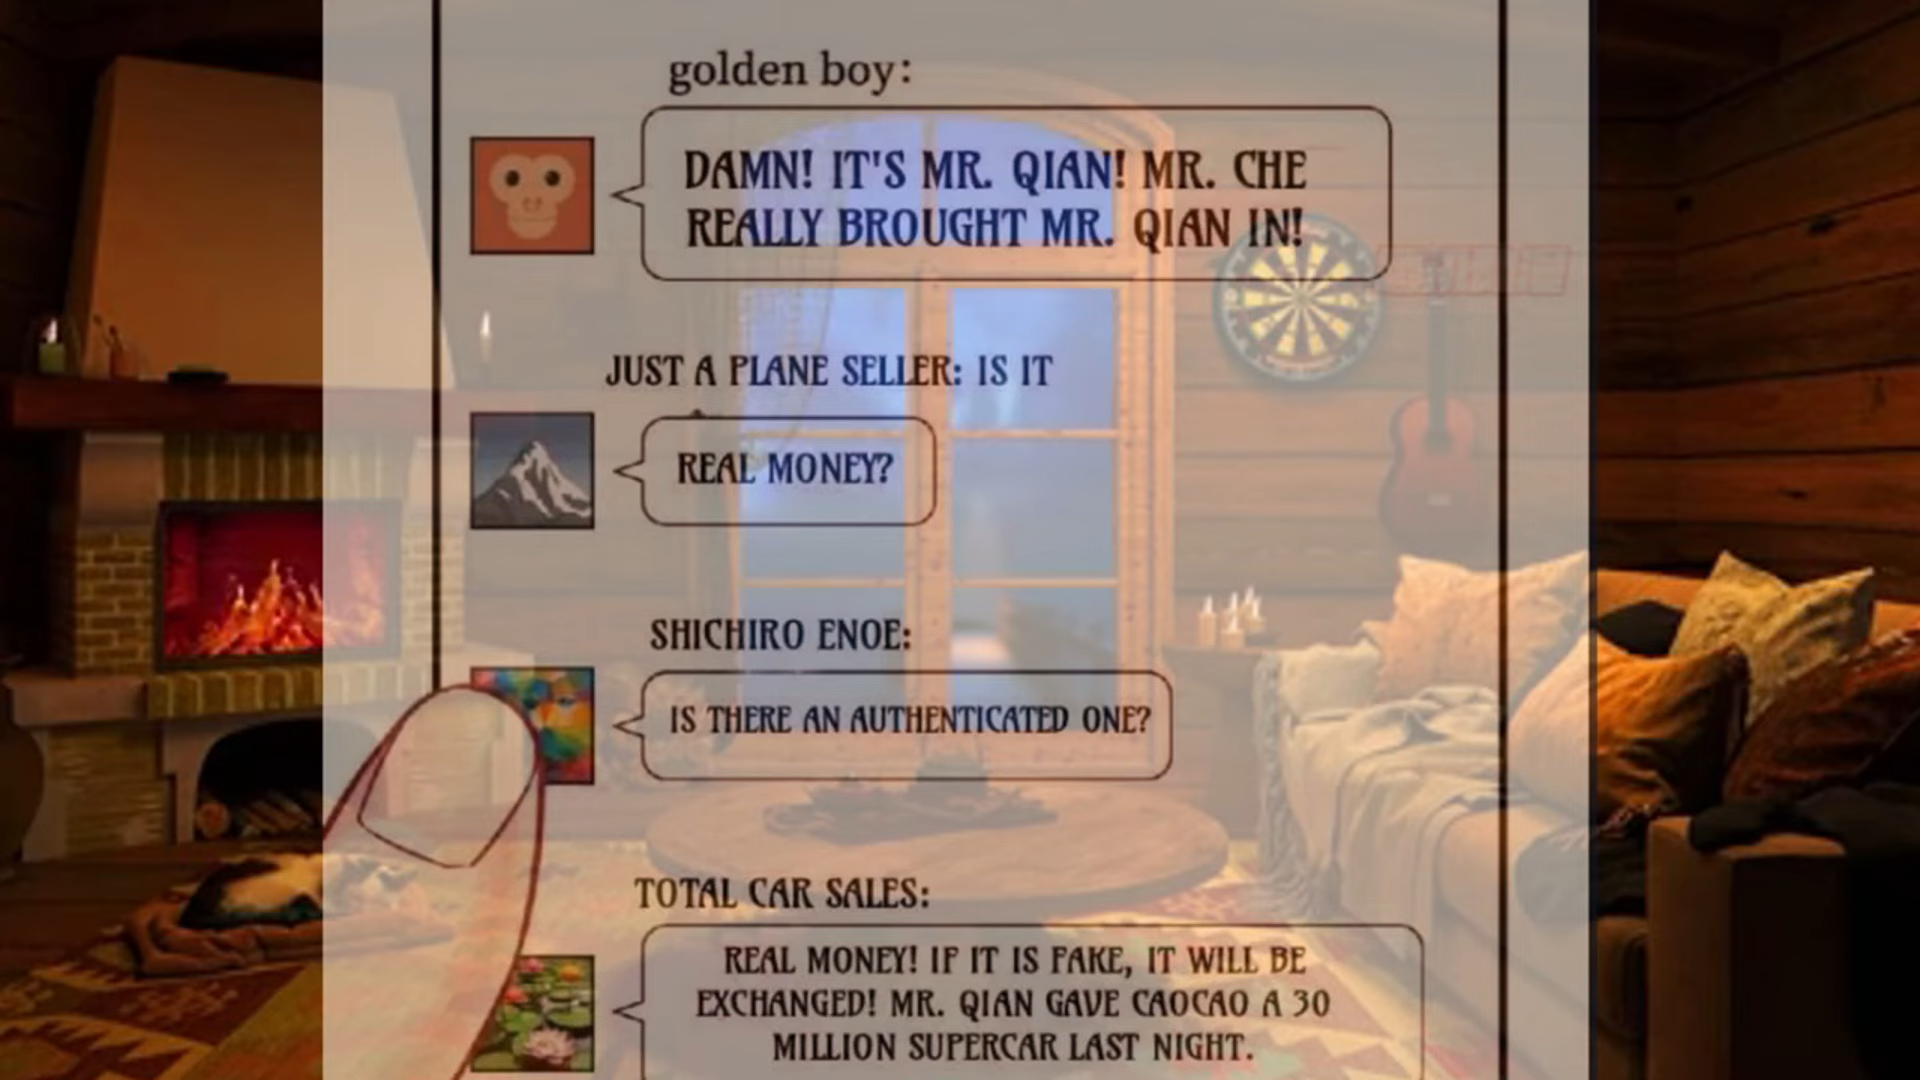 golden boy:
DAMN! IT'S MR. QIAN! MR. CHE
REALLY BROUGHT MR. QIAN IN!
JUST A PLANE SELLER: IS IT
REAL MONEY?
SHICHIRO ENOE:
IS THERE AN AUTHENTICATED ONE?
TOTAL CAR SALES:
REAL MONEY! IF IT IS FAKE, IT WILL BE
EXCHANGED! MR. QIAN GAVE CAOCAO A 30
MILLION SUPERCAR LAST NIGHT.